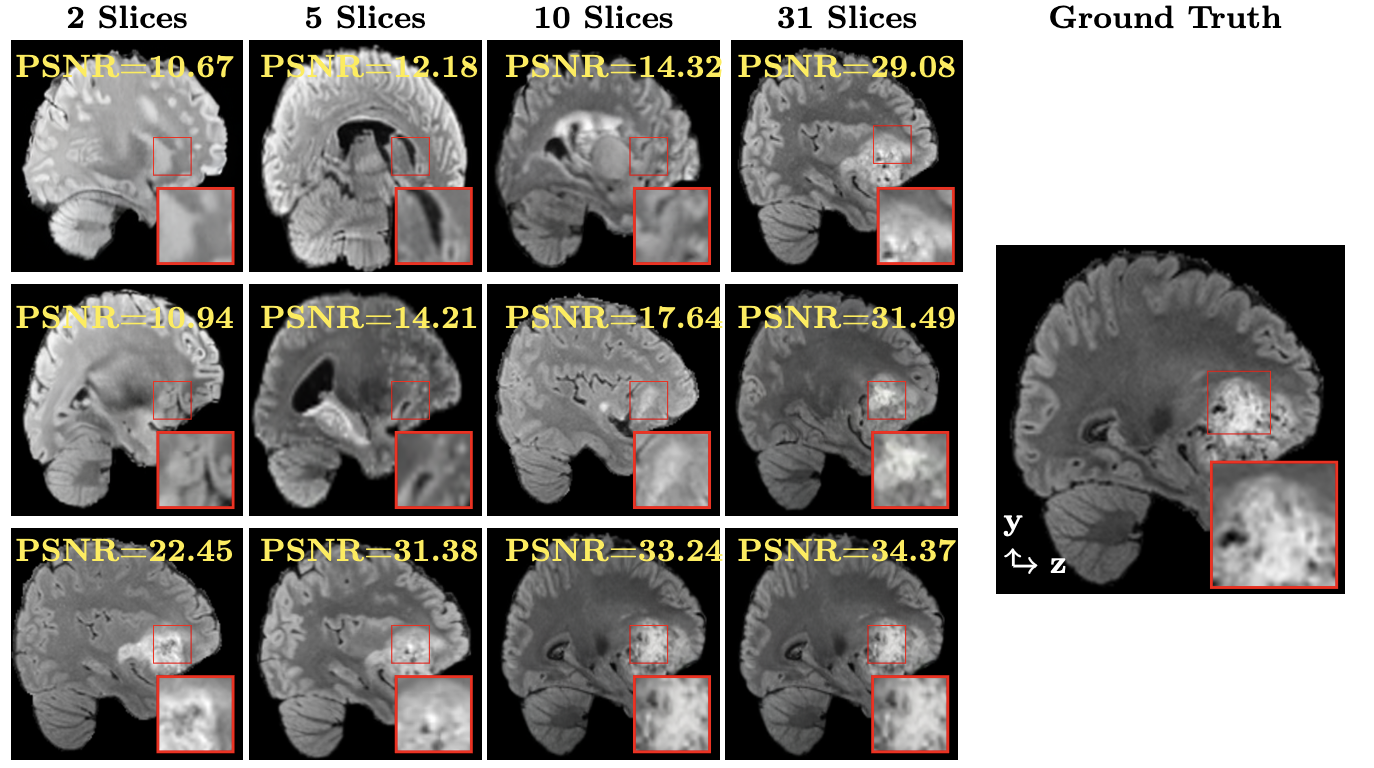 2 Slices 5 Slices 10 Slices 31 Slices Ground Truth
PSNR=10.67 PSNR=12.18 PSNR=14.32 PSNR=29.08
PSNR=10.94 PSNR=14.21 PSNR=17.64 PSNR=31.49
PSNR=22.45 PSNR=31.38 PSNR=33.24 PSNR=34.37
y
z